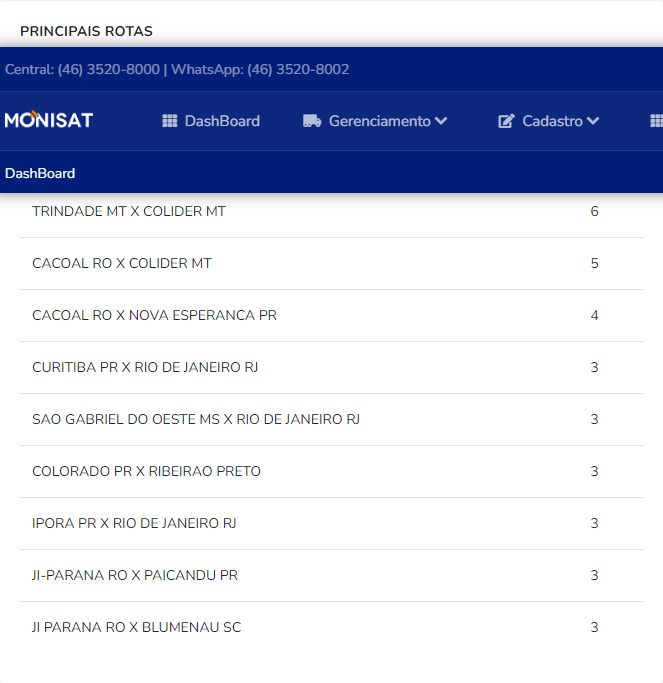 PRINCIPAIS ROTAS
Central: (46) 3520-8000 | WhatsApp: (46) 3520-8002
MONISAT DashBoard Gerenciamento Cadastro
DashBoard
TRINDADE MT X COLIDER MT 6
CACOAL RO X COLIDER MT 5
CACOAL RO X NOVA ESPERANCA PR 4
CURITIBA PR X RIO DE JANEIRO RJ 3
SAO GABRIEL DO OESTE MS X RIO DE JANEIRO RJ 3
COLORADO PR X RIBEIRAO PRETO 3
IPORA PR X RIO DE JANEIRO RJ 3
JI-PARANA RO X PAICANDU PR 3
JI PARANA RO X BLUMENAU SC 3